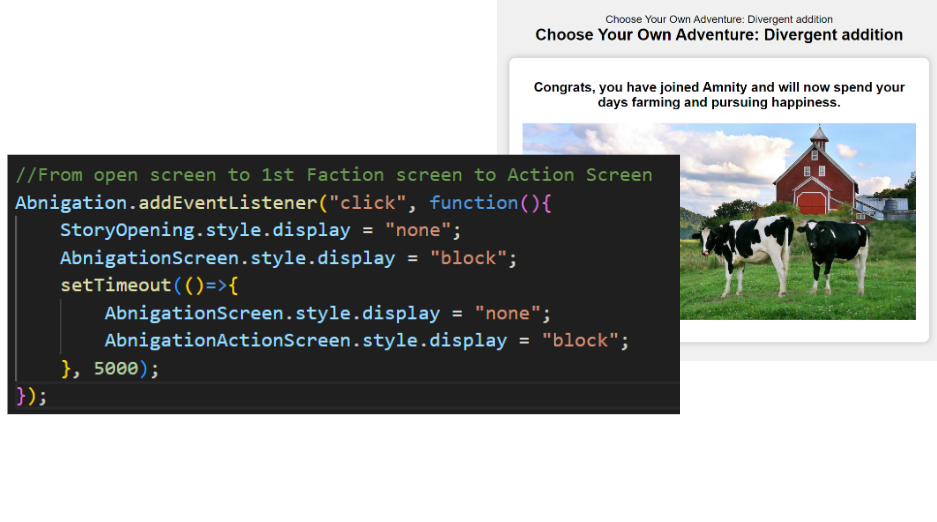 Choose Your Own Adventure: Divergent addition
Choose Your Own Adventure: Divergent addition
Congrats, you have joined Amnity and will now spend your
days farming and pursuing happiness.
//From open screen to 1st Faction screen to Action Screen
Abnigation.addEventListener("click", function(){
    StoryOpening.style.display = "none";
    AbnigationScreen.style.display = "block";
    setTimeout(()=>{
        AbnigationScreen.style.display = "none";
        AbnigationActionScreen.style.display = "block";
    }, 5000);
});